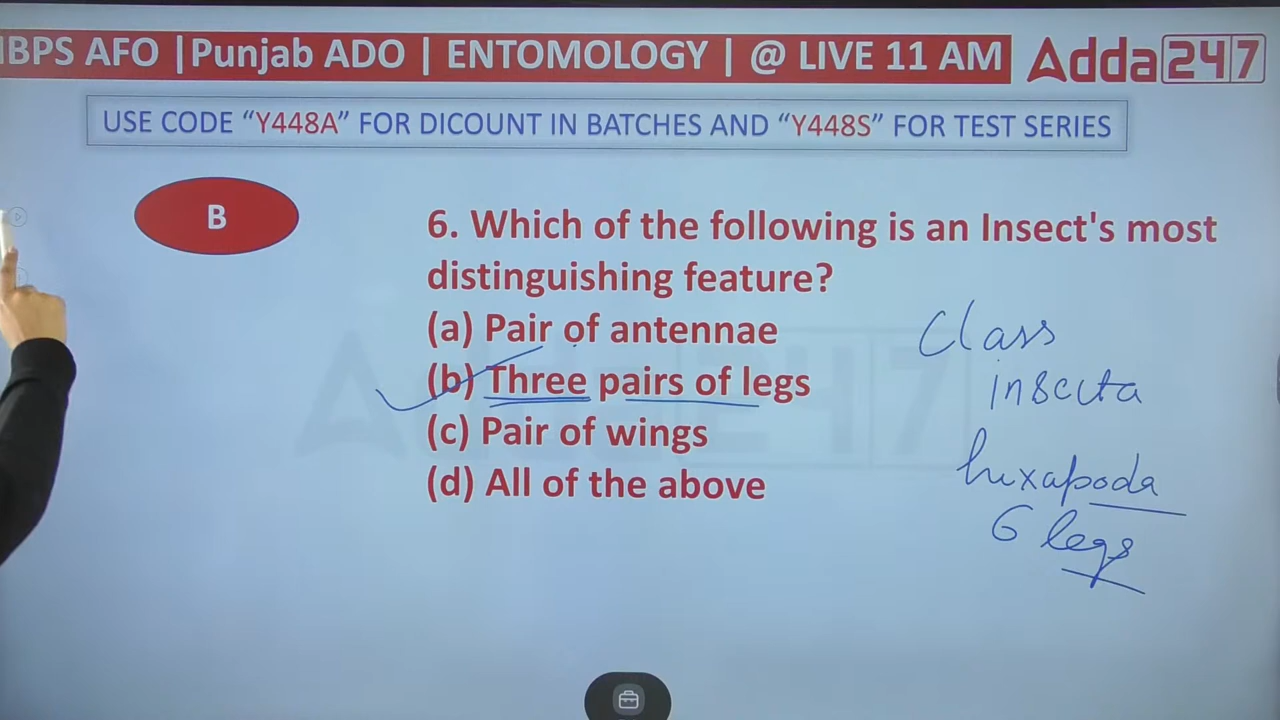 IBPS AFO |Punjab ADO | ENTOMOLOGY | @ LIVE 11 AM
Adda247
USE CODE “Y448A” FOR DICOUNT IN BATCHES AND “Y448S” FOR TEST SERIES
B
6. Which of the following is an Insect's most
distinguishing feature?
(a) Pair of antennae
(b) Three pairs of legs
(c) Pair of wings
(d) All of the above
Class
insecta
hexapoda
6 legs
Adda247